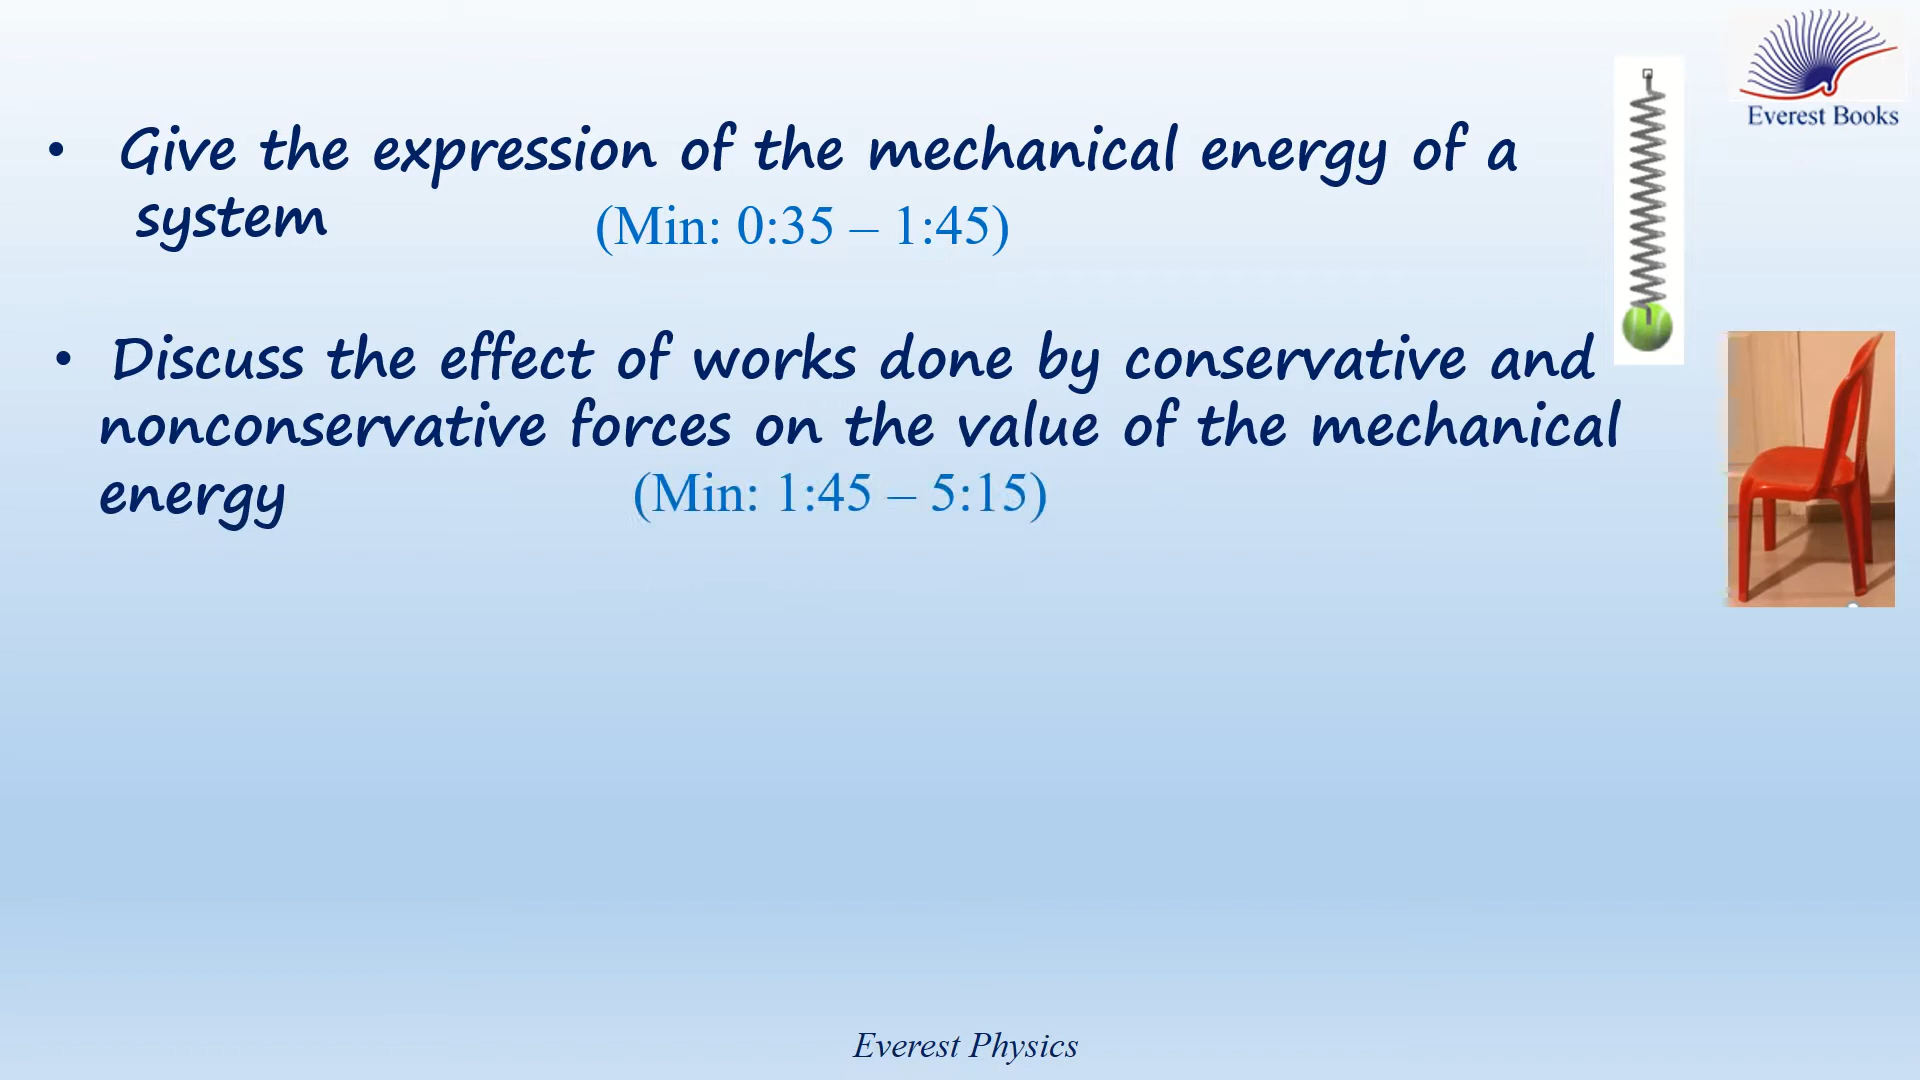 Everest Books
• Give the expression of the mechanical energy of a
system (Min: 0:35 – 1:45)
• Discuss the effect of works done by conservative and
nonconservative forces on the value of the mechanical
energy (Min: 1:45 – 5:15)
Everest Physics